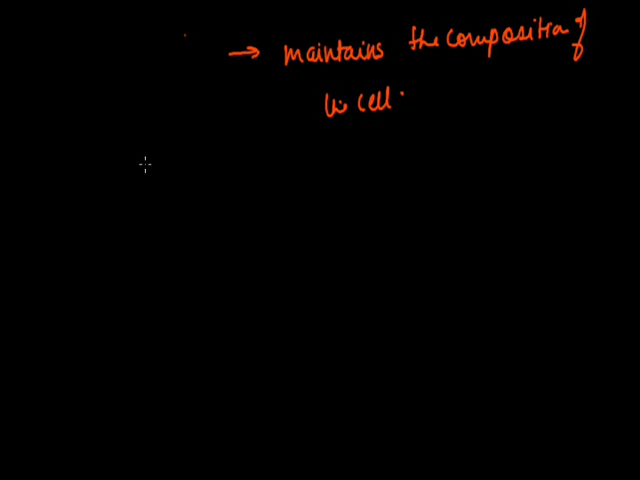 → maintains the composition of
the cell.